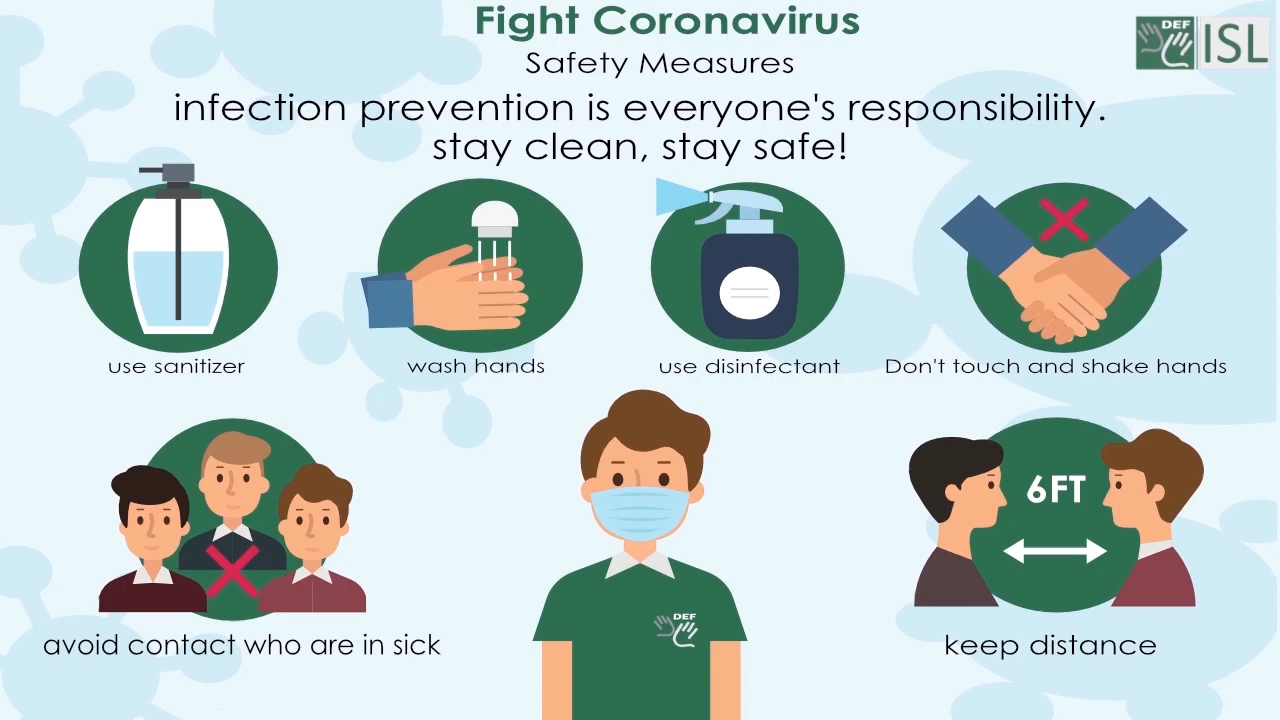 Fight Coronavirus
DEF
ISL
Safety Measures
infection prevention is everyone's responsibility.
stay clean, stay safe!
use sanitizer
wash hands
use disinfectant
Don't touch and shake hands
6FT
DEF
avoid contact who are in sick
keep distance